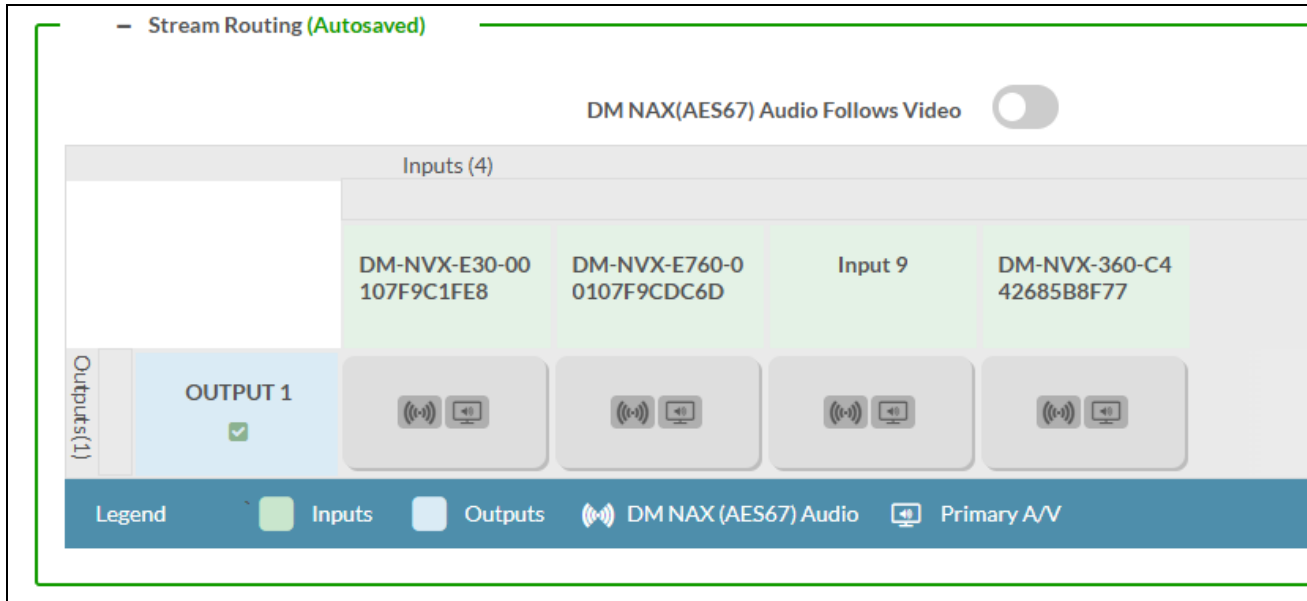 – Stream Routing (Autosaved)
DM NAX(AES67) Audio Follows Video
Inputs (4)
DM-NVX-E30-00
107F9C1FE8
DM-NVX-E760-0
0107F9CDC6D
Input 9
DM-NVX-360-C4
42685B8F77
Outputs(1)
OUTPUT 1
Legend
` Inputs
Outputs
DM NAX (AES67) Audio
Primary A/V